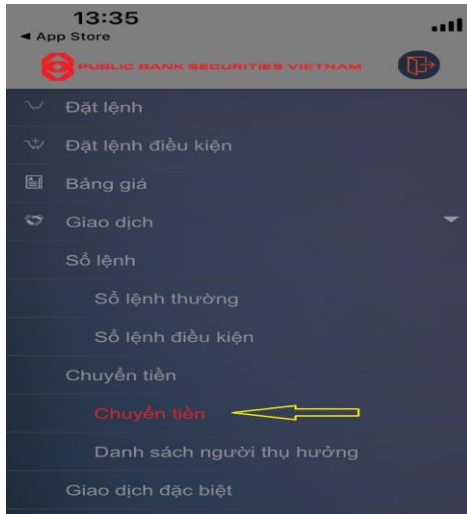 13:35
◄ App Store
PUBLIC BANK SECURITIES VIETNAM
Đặt lệnh
Đặt lệnh điều kiện
Bảng giá
Giao dịch
Sổ lệnh
Sổ lệnh thường
Sổ lệnh điều kiện
Chuyển tiền
Chuyển tiền
Danh sách người thụ hưởng
Giao dịch đặc biệt